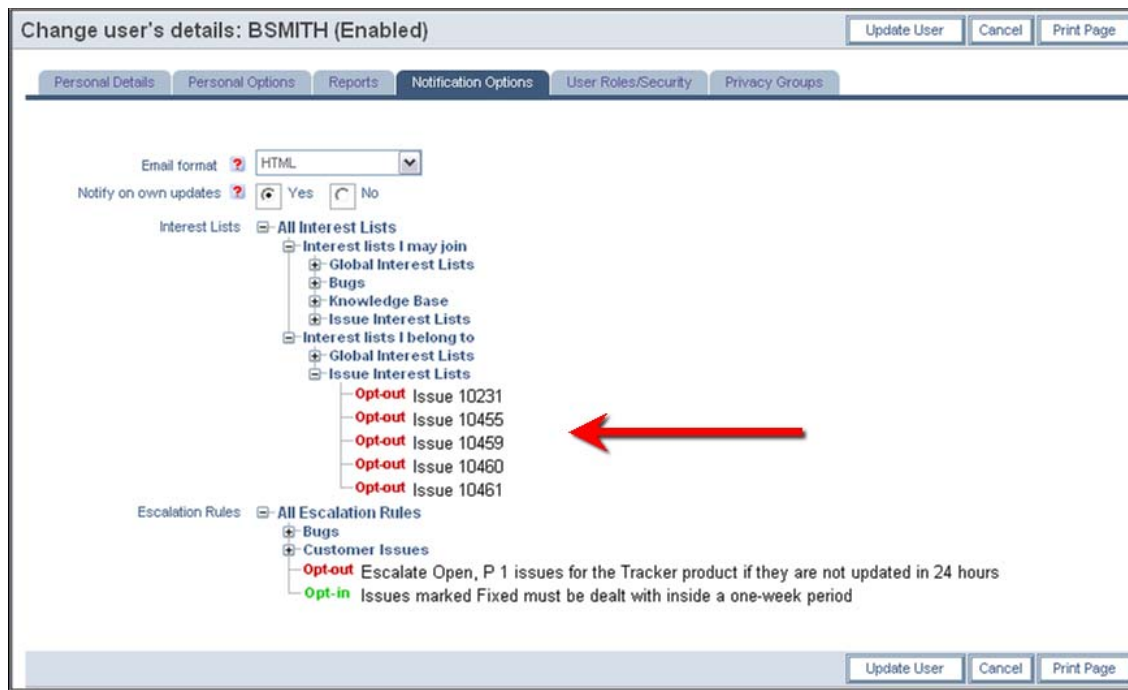 Change user's details: BSMITH (Enabled) Update User Cancel Print Page
Personal Details Personal Options Reports Notification Options User Roles/Security Privacy Groups
Email format ? HTML
Notify on own updates ? Yes No
Interest Lists All Interest Lists
Interest lists I may join
Global Interest Lists
Bugs
Knowledge Base
Issue Interest Lists
Interest lists I belong to
Global Interest Lists
Issue Interest Lists
Opt-out Issue 10231
Opt-out Issue 10455
Opt-out Issue 10459
Opt-out Issue 10460
Opt-out Issue 10461
Escalation Rules All Escalation Rules
Bugs
Customer Issues
Opt-out Escalate Open, P 1 issues for the Tracker product if they are not updated in 24 hours
Opt-in Issues marked Fixed must be dealt with inside a one-week period
Update User Cancel Print Page